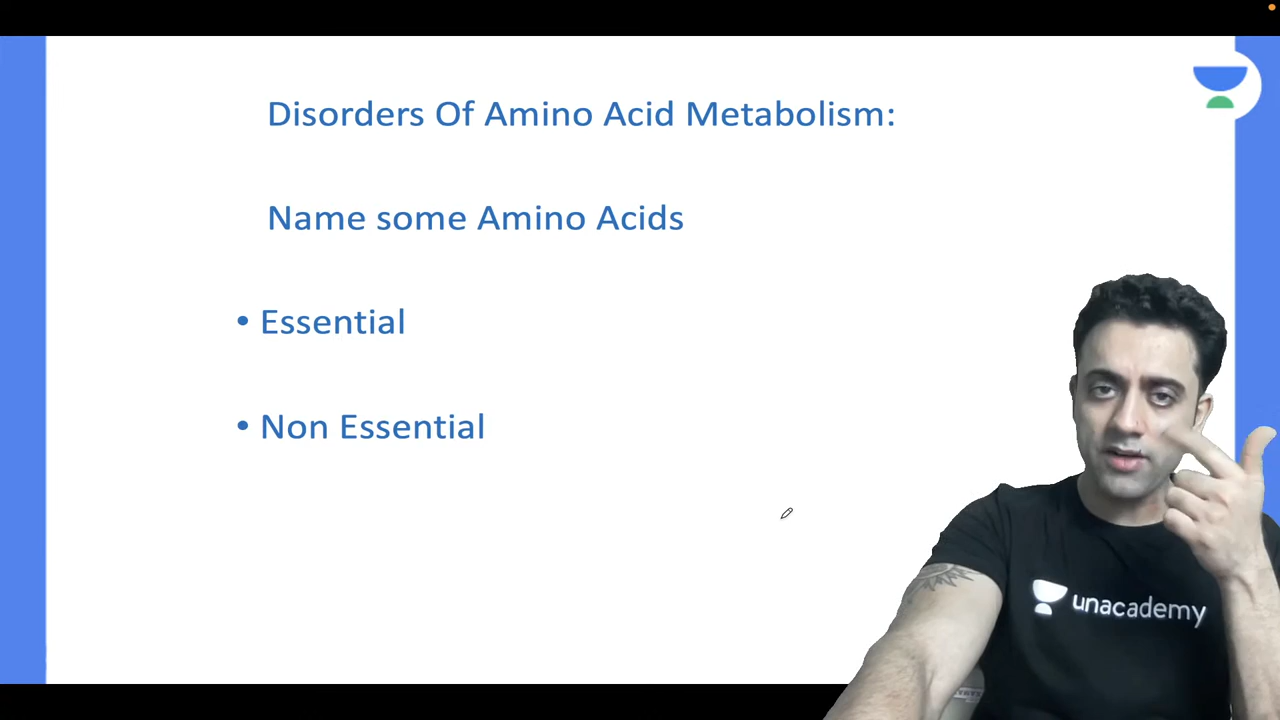 Disorders Of Amino Acid Metabolism:
Name some Amino Acids
• Essential
• Non Essential
unacademy